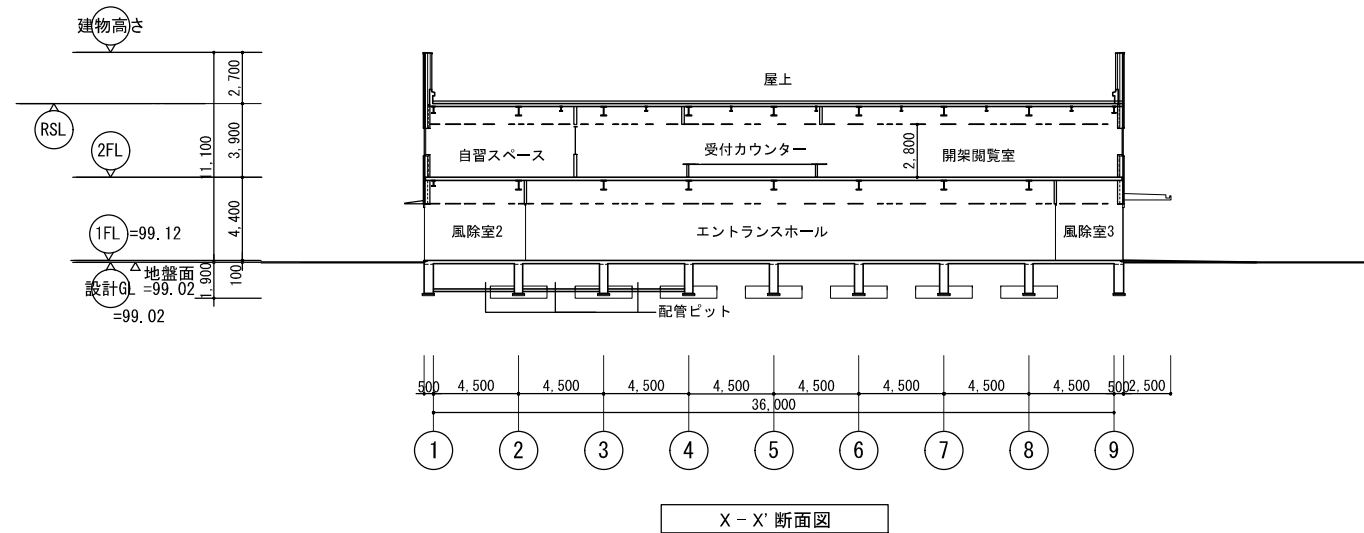 建物高さ
屋上
2,700
RSL
3,900
11,100
2FL
自習スペース
受付カウンター
2,800
開架閲覧室
4,400
1FL =99.12
風除室2
エントランスホール
風除室3
地盤面
=99.02
設計GL
=99.02
1,900
100
配管ピット
500 4,500 4,500 4,500 4,500 4,500 4,500 4,500 4,500 500 2,500
36,000
1 2 3 4 5 6 7 8 9
X-X'断面図